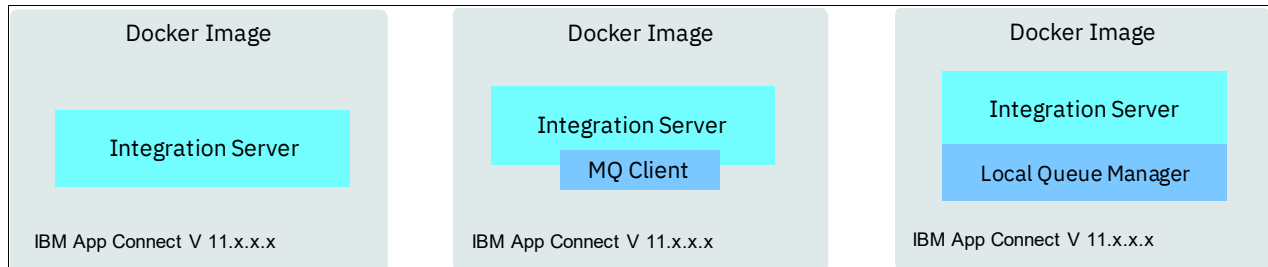 Docker Image
Integration Server
IBM App Connect V 11.x.x.x
Docker Image
Integration Server
MQ Client
IBM App Connect V 11.x.x.x
Docker Image
Integration Server
Local Queue Manager
IBM App Connect V 11.x.x.x